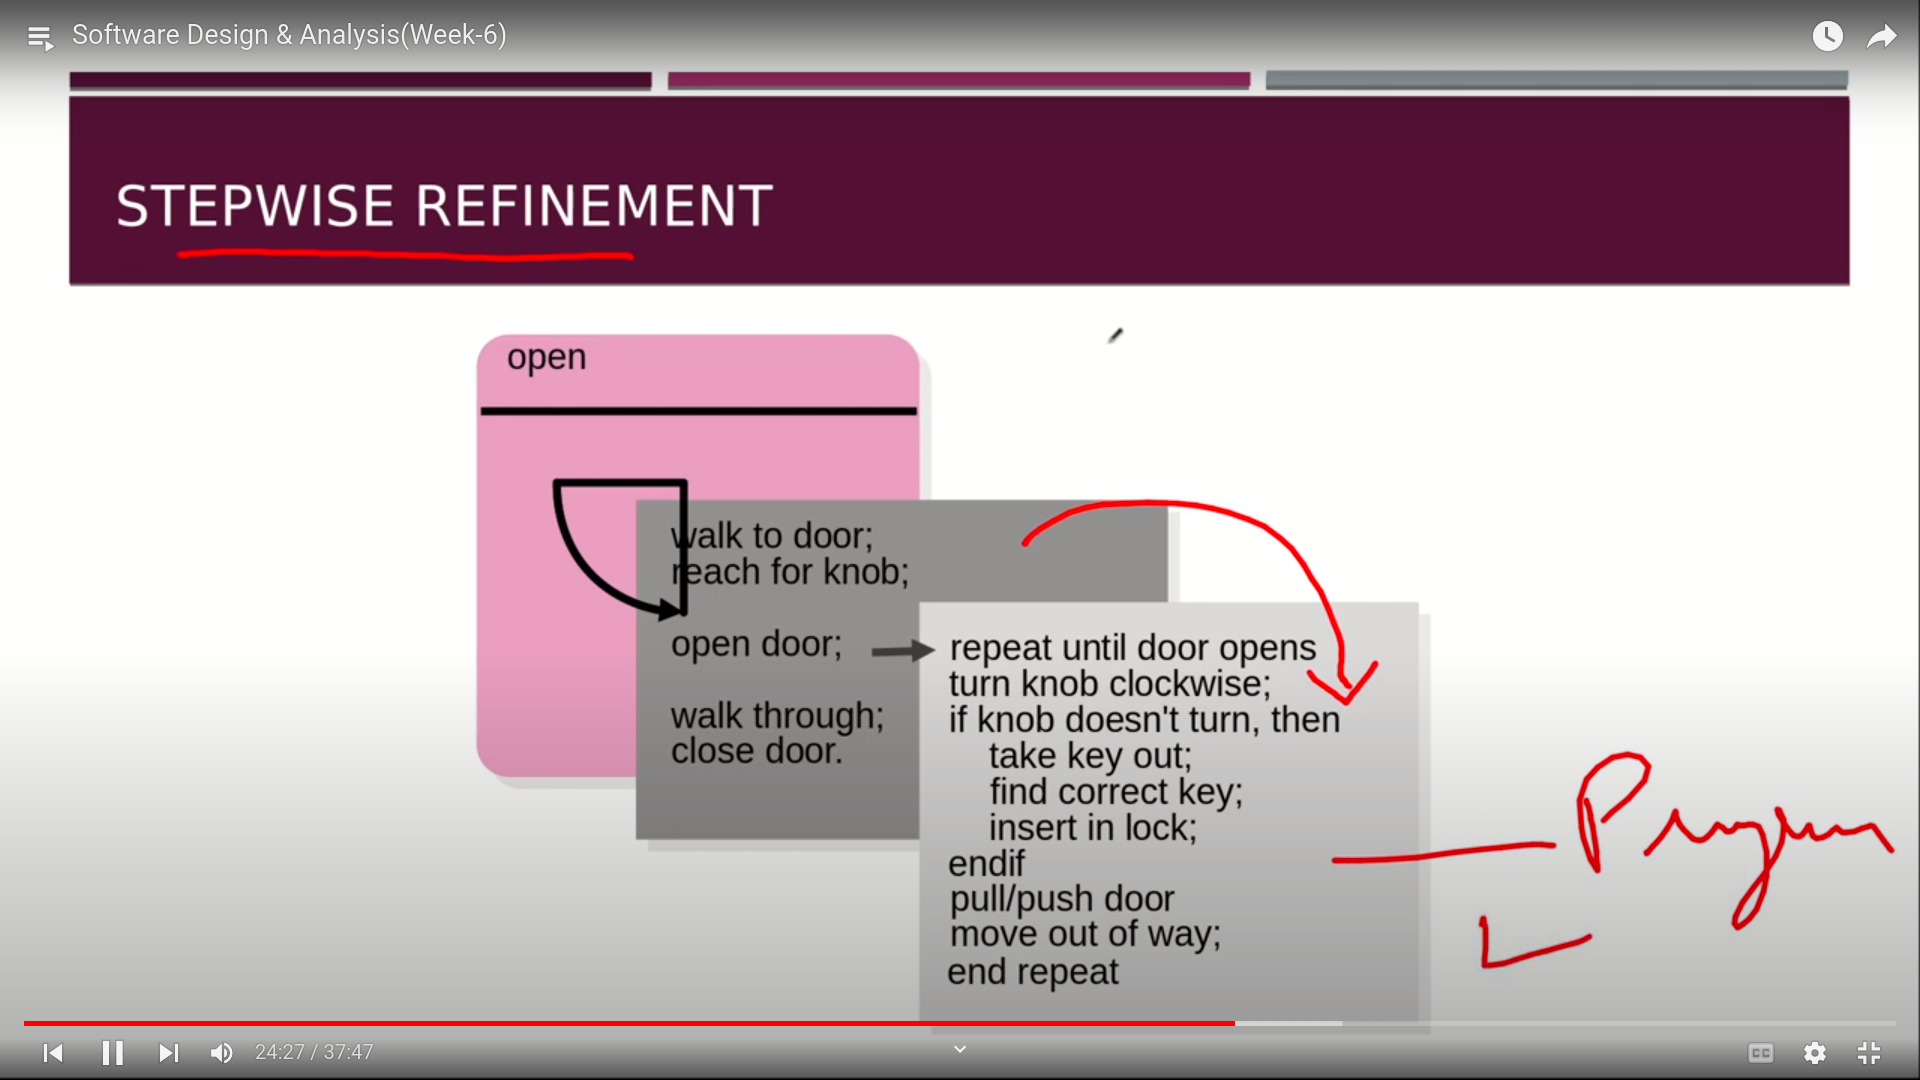 Software Design & Analysis(Week-6)
STEPWISE REFINEMENT
open
walk to door;
reach for knob;
open door;
walk through;
close door.
repeat until door opens
turn knob clockwise;
if knob doesn't turn, then
take key out;
find correct key;
insert in lock;
endif
pull/push door
move out of way;
end repeat
24:27 / 37:47
CC